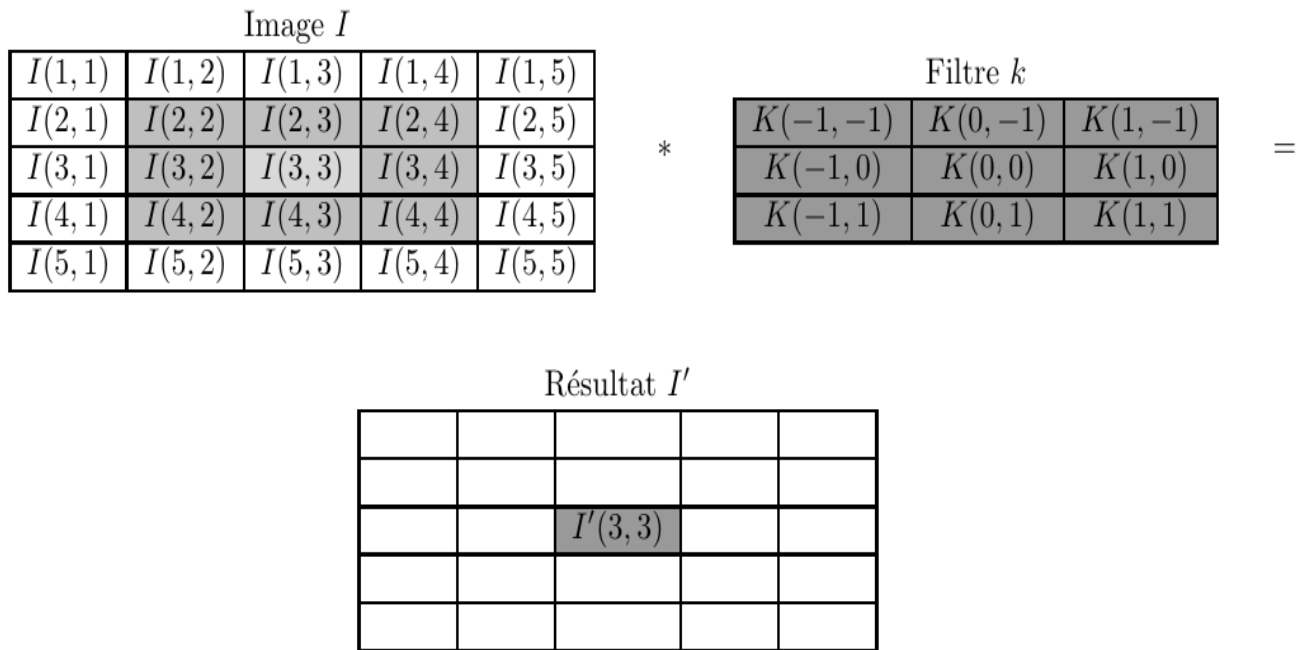 Image I
I(1,1) I(1,2) I(1,3) I(1,4) I(1,5)
I(2,1) I(2,2) I(2,3) I(2,4) I(2,5)
I(3,1) I(3,2) I(3,3) I(3,4) I(3,5)
I(4,1) I(4,2) I(4,3) I(4,4) I(4,5)
I(5,1) I(5,2) I(5,3) I(5,4) I(5,5)
*
Filtre k
K(−1,−1) K(0,−1) K(1,−1)
K(−1,0) K(0,0) K(1,0)
K(−1,1) K(0,1) K(1,1)
=
Résultat I′
I′(3,3)